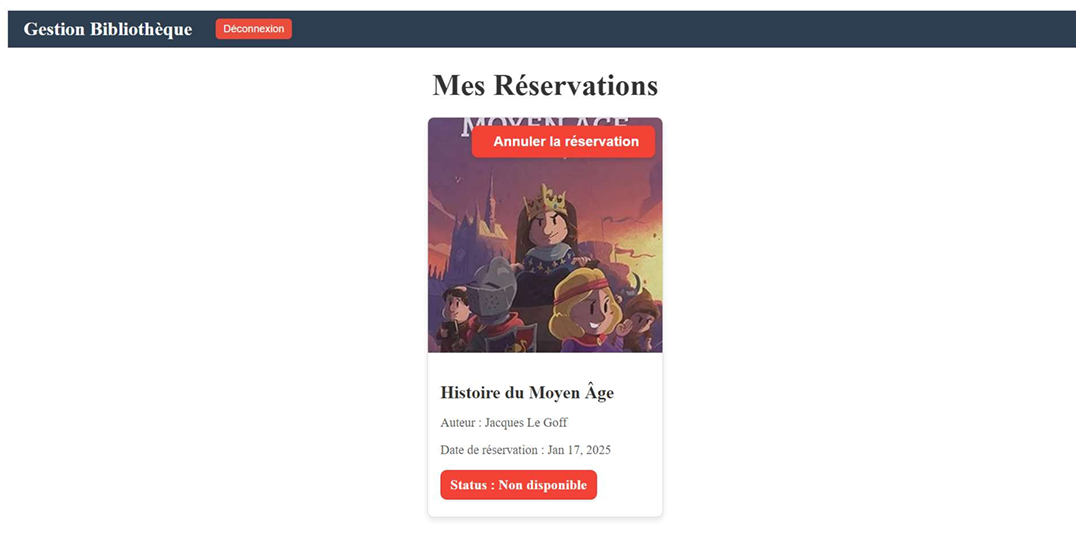 Gestion Bibliothèque
Déconnexion
Mes Réservations
MOYEN AGE
Annuler la réservation
Histoire du Moyen Âge
Auteur : Jacques Le Goff
Date de réservation : Jan 17, 2025
Status : Non disponible